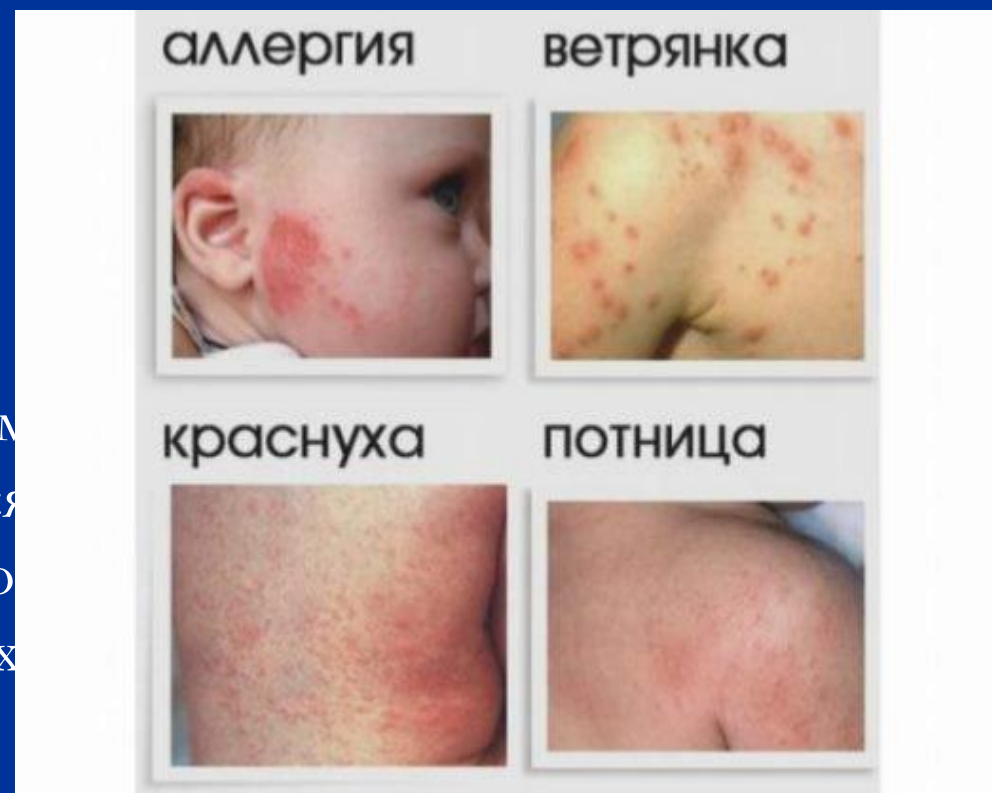 аллергия ветрянка
краснуха потница